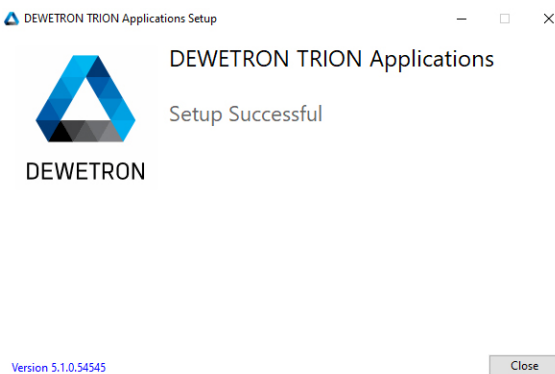 DEWETRON TRION Applications Setup
DEWETRON TRION Applications
Setup Successful
DEWETRON
Version 5.1.0.54545
Close